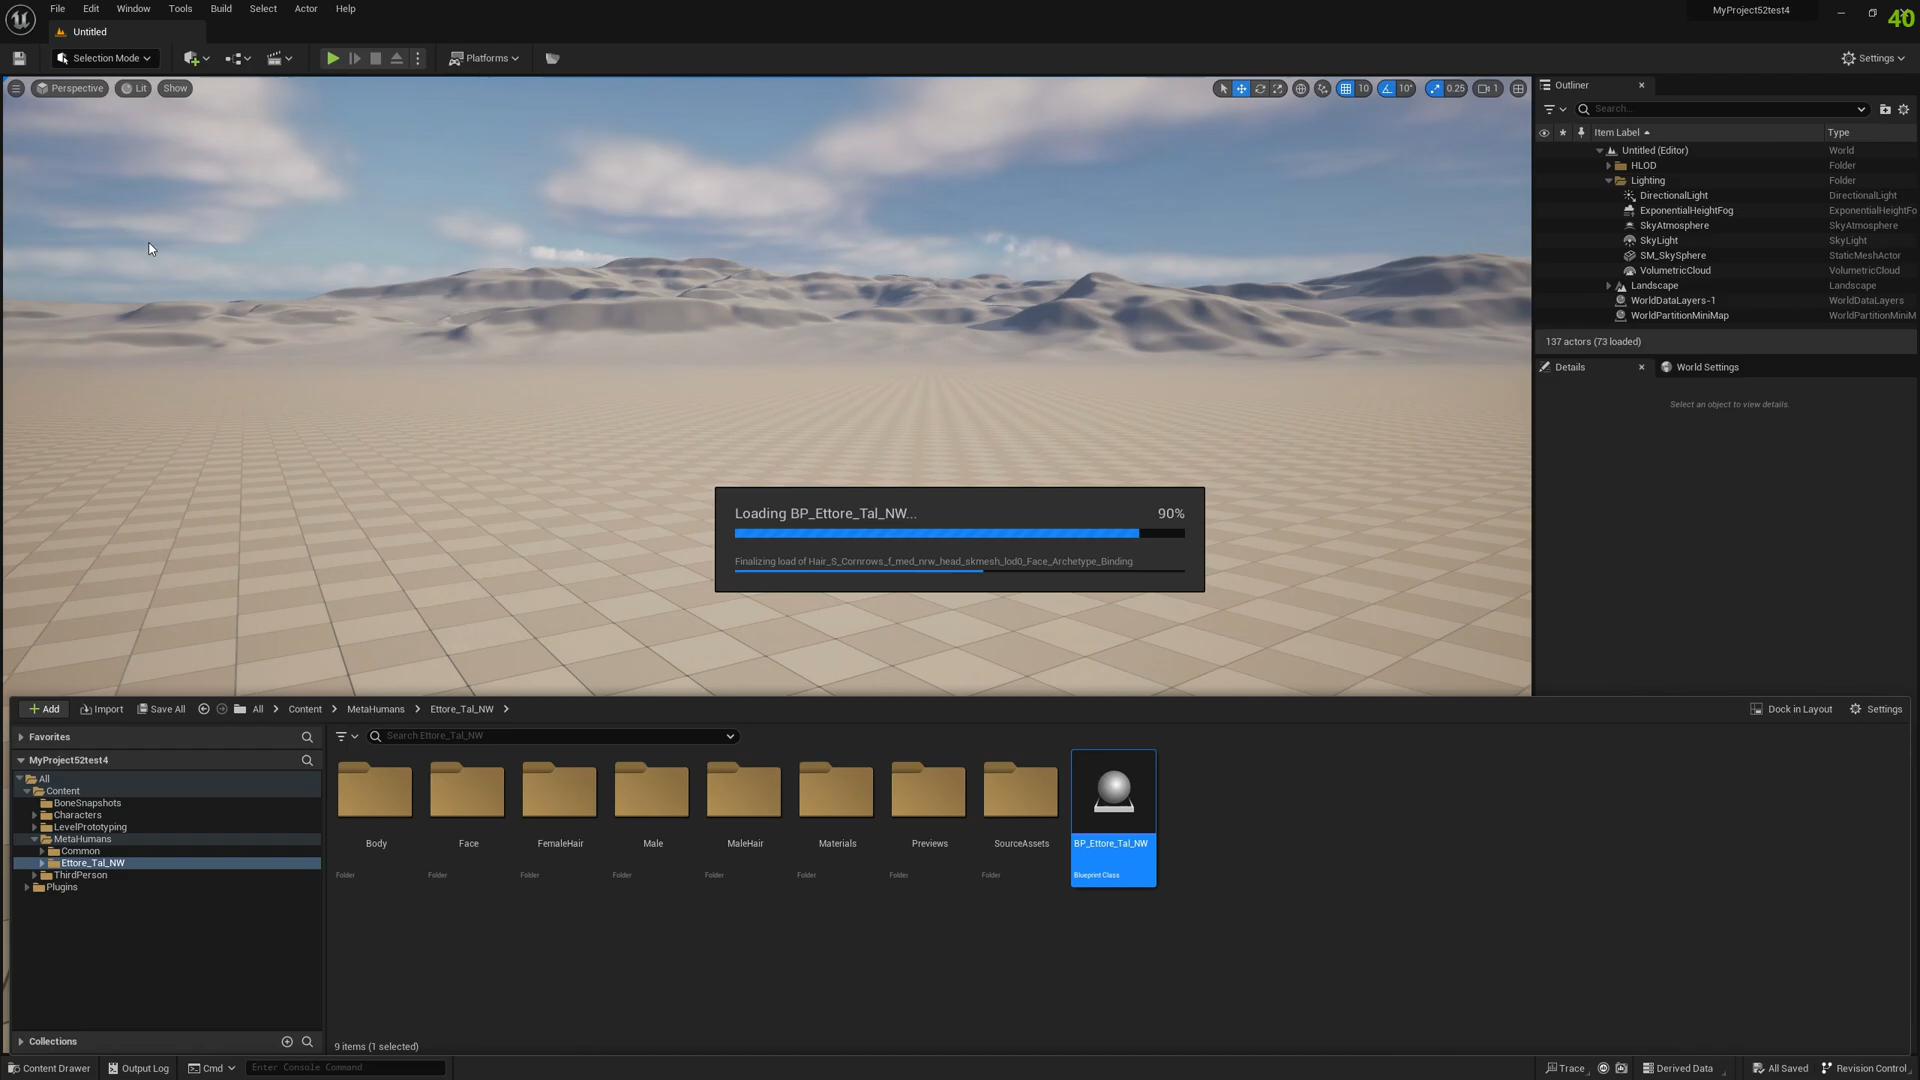 File Edit Window Tools Build Select Actor Help
MyProject52test4
40
Untitled
Selection Mode
Platforms
Settings
Perspective Lit Show
10 10° 0.25 1
Outliner
Search...
Item Label Type
Untitled (Editor) World
HLOD Folder
Lighting Folder
DirectionalLight DirectionalLight
ExponentialHeightFog ExponentialHeightFo
SkyAtmosphere SkyAtmosphere
SkyLight SkyLight
SM_SkySphere StaticMeshActor
VolumetricCloud VolumetricCloud
Landscape Landscape
WorldDataLayers-1 WorldDataLayers
WorldPartitionMiniMap WorldPartitionMiniM
137 actors (73 loaded)
Details World Settings
Select an object to view details.
Loading BP_Ettore_Tal_NW... 90%
Finalizing load of Hair_S_Cornrows_f_med_nrw_head_skmesh_lod0_Face_Archetype_Binding
Add Import Save All All Content MetaHumans Ettore_Tal_NW
Dock in Layout Settings
Favorites
Search Ettore_Tal_NW
MyProject52test4
All
Content
BoneSnapshots
Characters
LevelPrototyping
MetaHumans
Common
Ettore_Tal_NW
ThirdPerson
Plugins
Body Face FemaleHair Male MaleHair Materials Previews SourceAssets BP_Ettore_Tal_NW
Folder Folder Folder Folder Folder Folder Folder Folder Blueprint Class
Collections
9 items (1 selected)
Content Drawer Output Log Cmd Enter Console Command
Trace Derived Data All Saved Revision Control